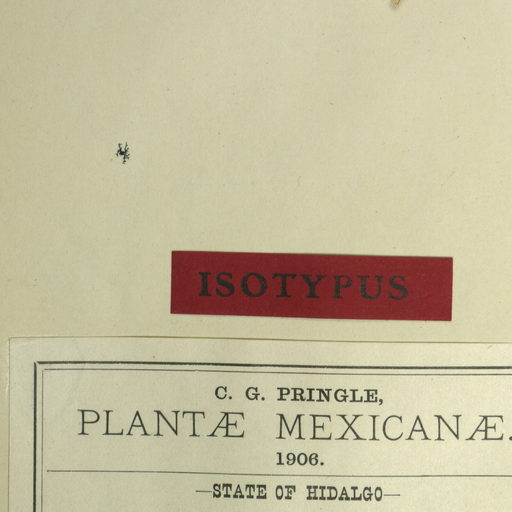 ISOTYPUS
C. G. PRINGLE,
PLANTÆ MEXICANÆ.
1906.
—STATE OF HIDALGO—